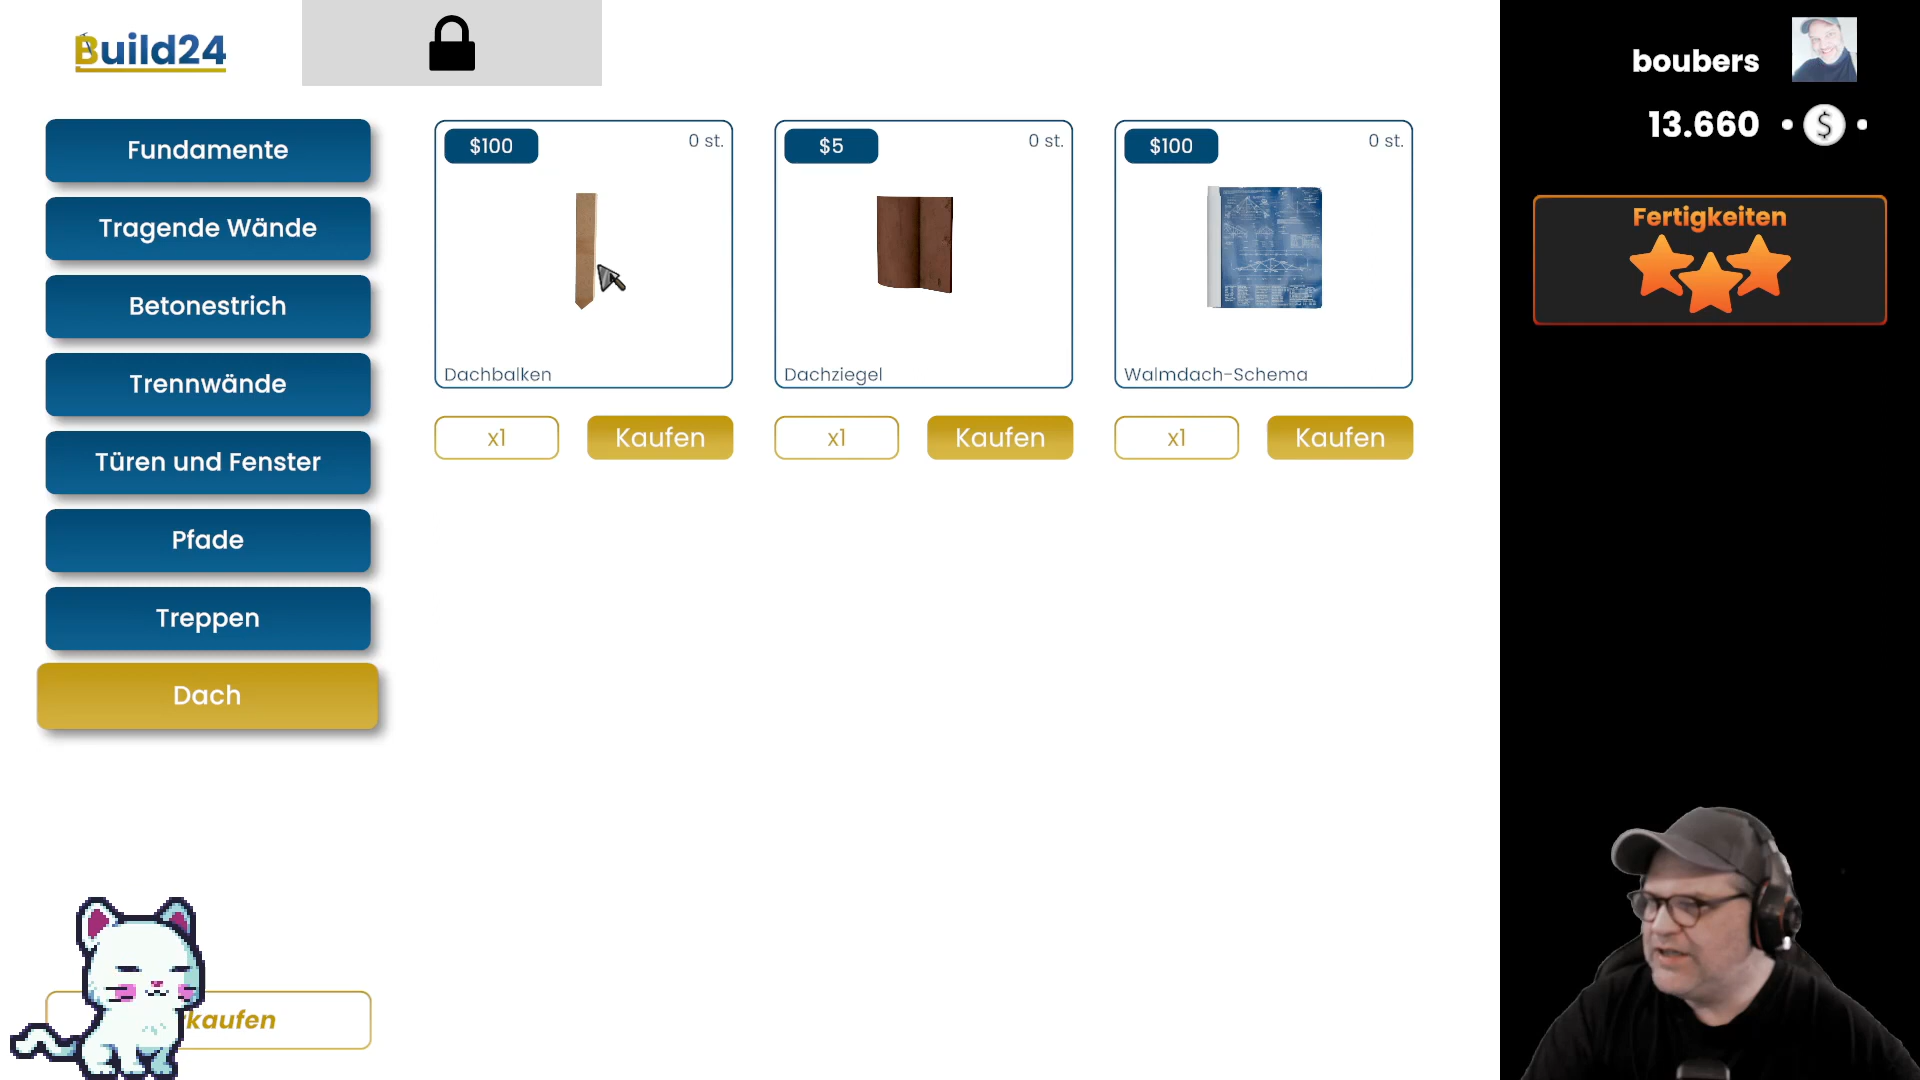 Build24
boubers
13.660
$
Fertigkeiten
Fundamente
Tragende Wände
Betonestrich
Trennwände
Türen und Fenster
Pfade
Treppen
Dach
kaufen
$100
0 st.
Dachbalken
x1
Kaufen
$5
0 st.
Dachziegel
x1
Kaufen
$100
0 st.
Walmdach-Schema
x1
Kaufen